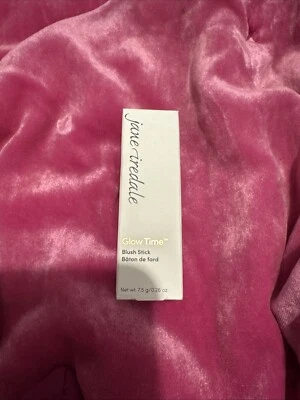 jane iredale
Glow Time™
Blush Stick
Bâton de fard
Net wt. 7.5 g/0.26 oz.